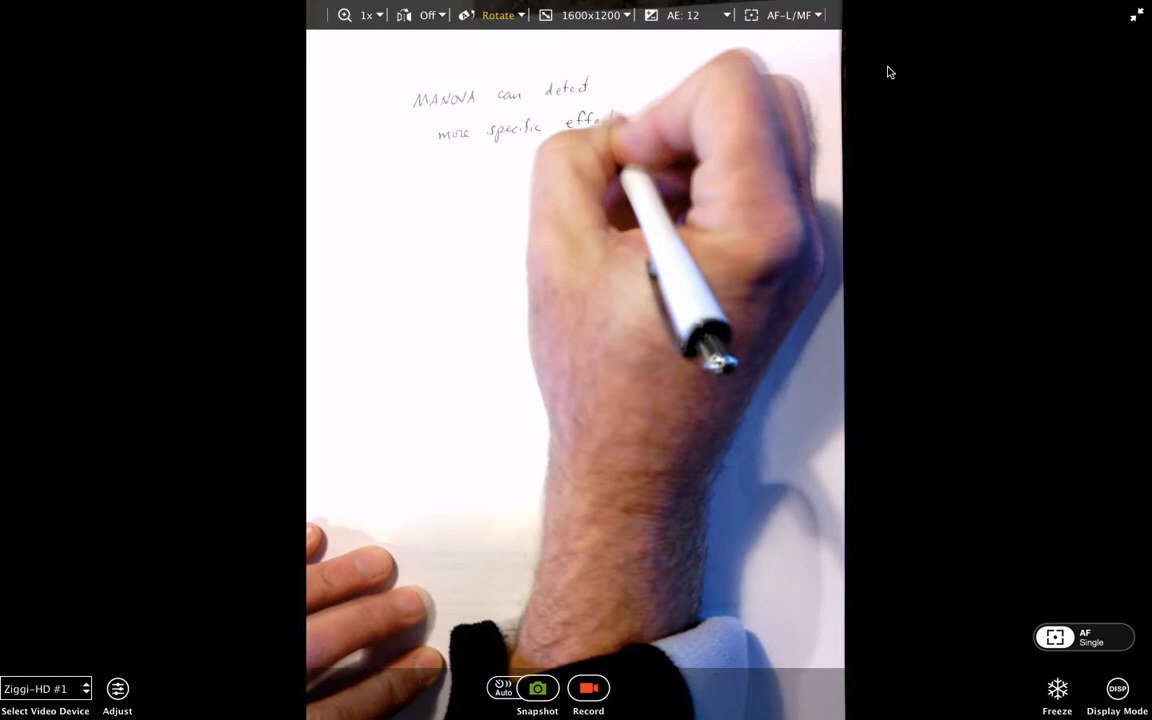 1x Off Rotate 1600x1200 AE: 12 AF-L/MF
MANOVA can detect
more specific
AF
Single
Ziggi-HD #1
Select Video Device
Adjust
Auto
Snapshot
Record
Freeze
DISP
Display Mode